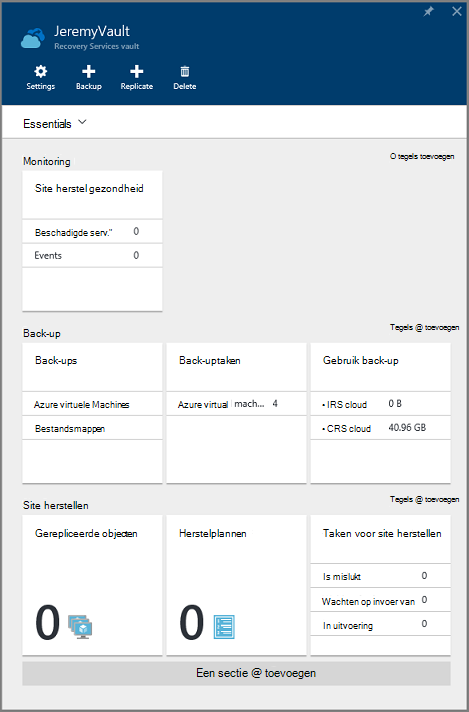 JeremyVault
Recovery Services vault
Settings
Backup
Replicate
Delete
Essentials
Monitoring
O tegels toevoegen
Site herstel gezondheid
Beschadigde serv." 0
Events 0
Back-up
Tegels @ toevoegen
Back-ups
Azure virtuele Machines
Bestandsmappen
Back-uptaken
Azure virtual mach... 4
Gebruik back-up
• IRS cloud 0 B
• CRS cloud 40.96 GB
Site herstellen
Tegels @ toevoegen
Gerepliceerde objecten
0
Herstelplannen
0
Taken voor site herstellen
Is mislukt 0
Wachten op invoer van 0
In uitvoering 0
Een sectie @ toevoegen